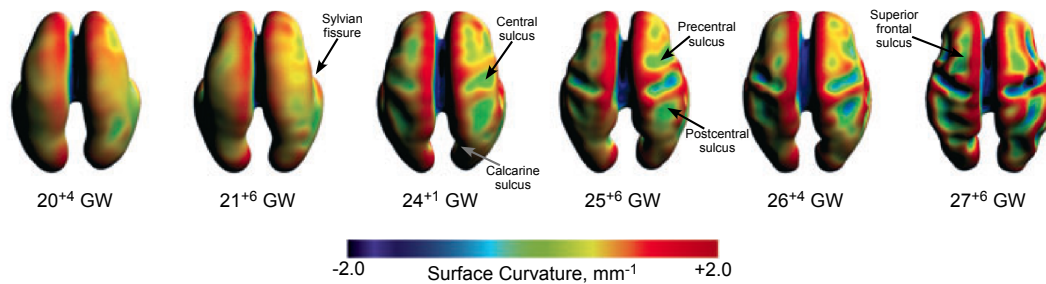 Sylvian
fissure
Central
sulcus
Precentral
sulcus
Superior
frontal
sulcus
Calcarine
sulcus
Postcentral
sulcus
20+4 GW
21+6 GW
24+1 GW
25+6 GW
26+4 GW
27+6 GW
-2.0
+2.0
Surface Curvature, mm-1